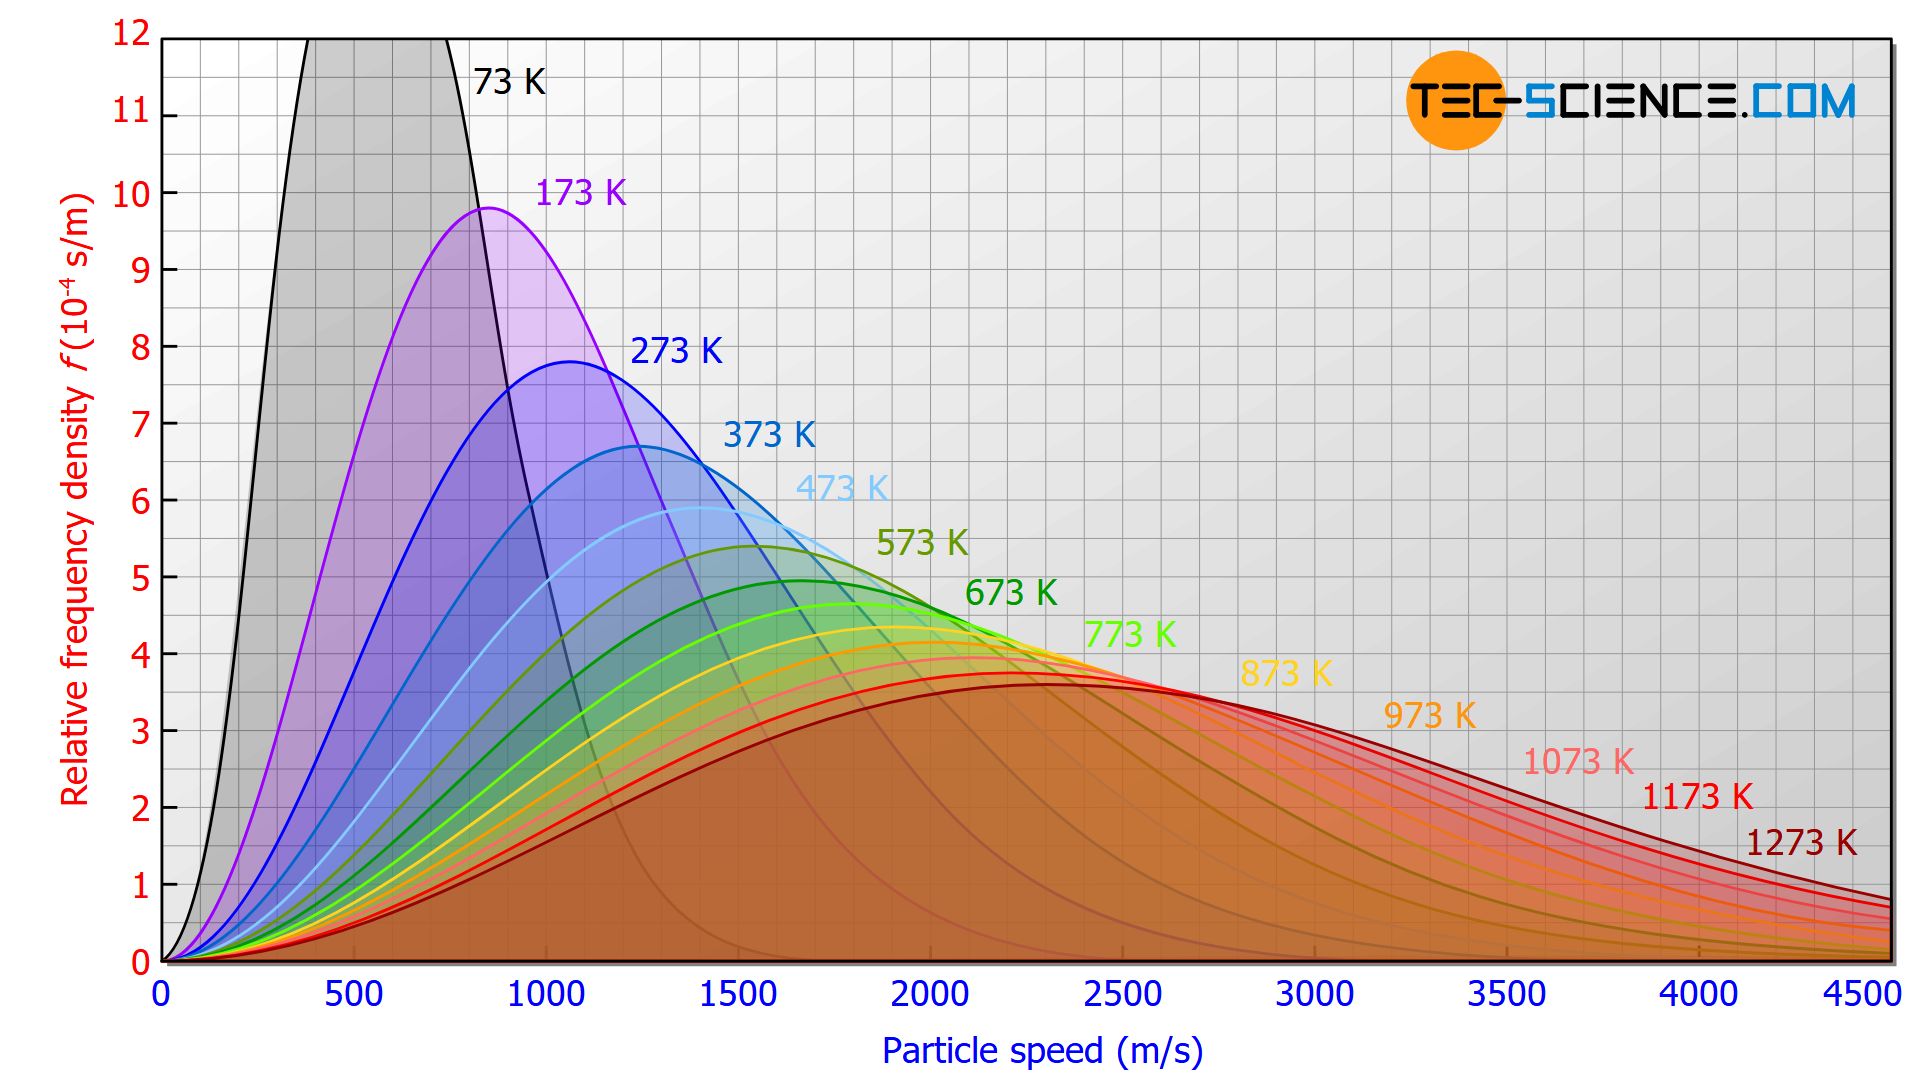 12
11
10
9
8
7
6
5
4
3
2
1
0
Relative frequency density f (10⁻⁴ s/m)
TEC-SCIENCE.COM
73 K
173 K
273 K
373 K
473 K
573 K
673 K
773 K
873 K
973 K
1073 K
1173 K
1273 K
0 500 1000 1500 2000 2500 3000 3500 4000 4500
Particle speed (m/s)